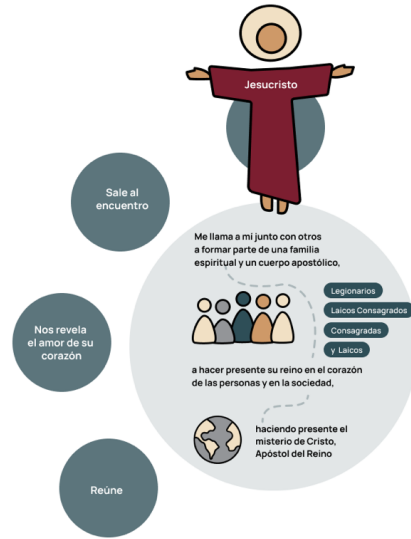 Jesucristo
Sale al
encuentro
Me llama a mí junto con otros
a formar parte de una familia
espiritual y un cuerpo apostólico,
Legionarios
Laicos Consagrados
Consagradas
y Laicos
Nos revela
el amor de su
corazón
a hacer presente su reino en el corazón
de las personas y en la sociedad,
haciendo presente el
misterio de Cristo,
Apóstol del Reino
Reúne